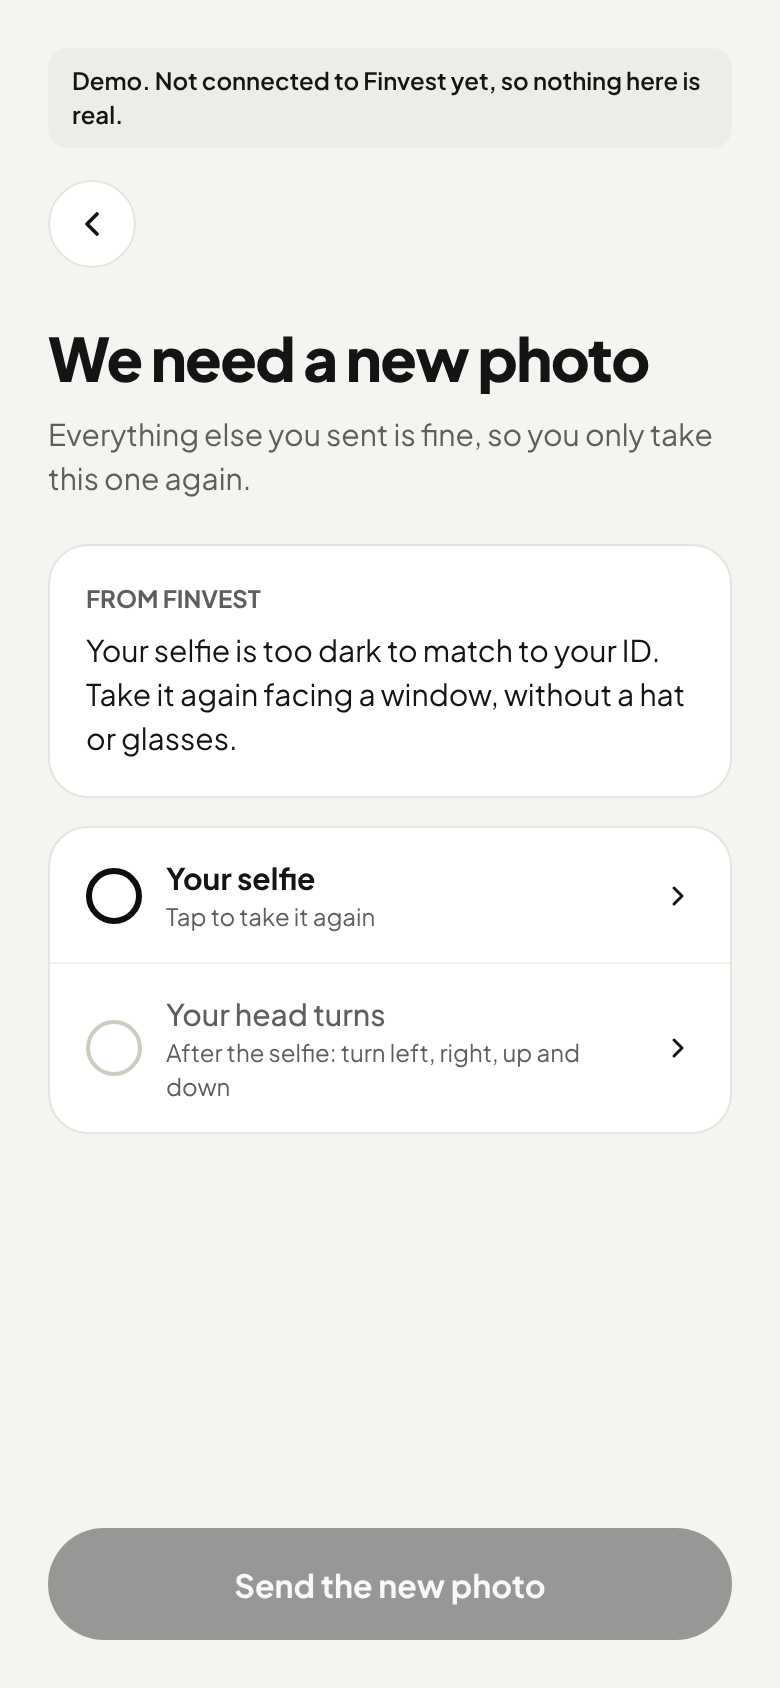 Demo. Not connected to Finvest yet, so nothing here is
real.
We need a new photo
Everything else you sent is fine, so you only take
this one again.
FROM FINVEST
Your selfie is too dark to match to your ID.
Take it again facing a window, without a hat
or glasses.
Your selfie
Tap to take it again
Your head turns
After the selfie: turn left, right, up and
down
Send the new photo